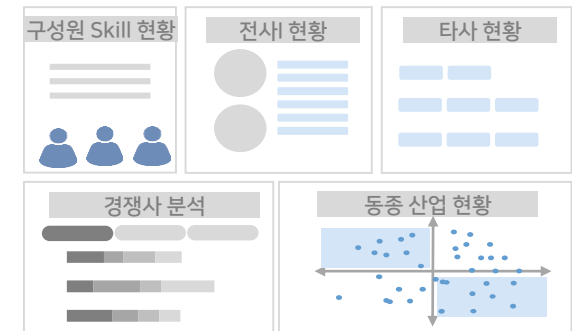 구성원 Skill 현황
전사I 현황
타사 현황
경쟁사 분석
동종 산업 현황